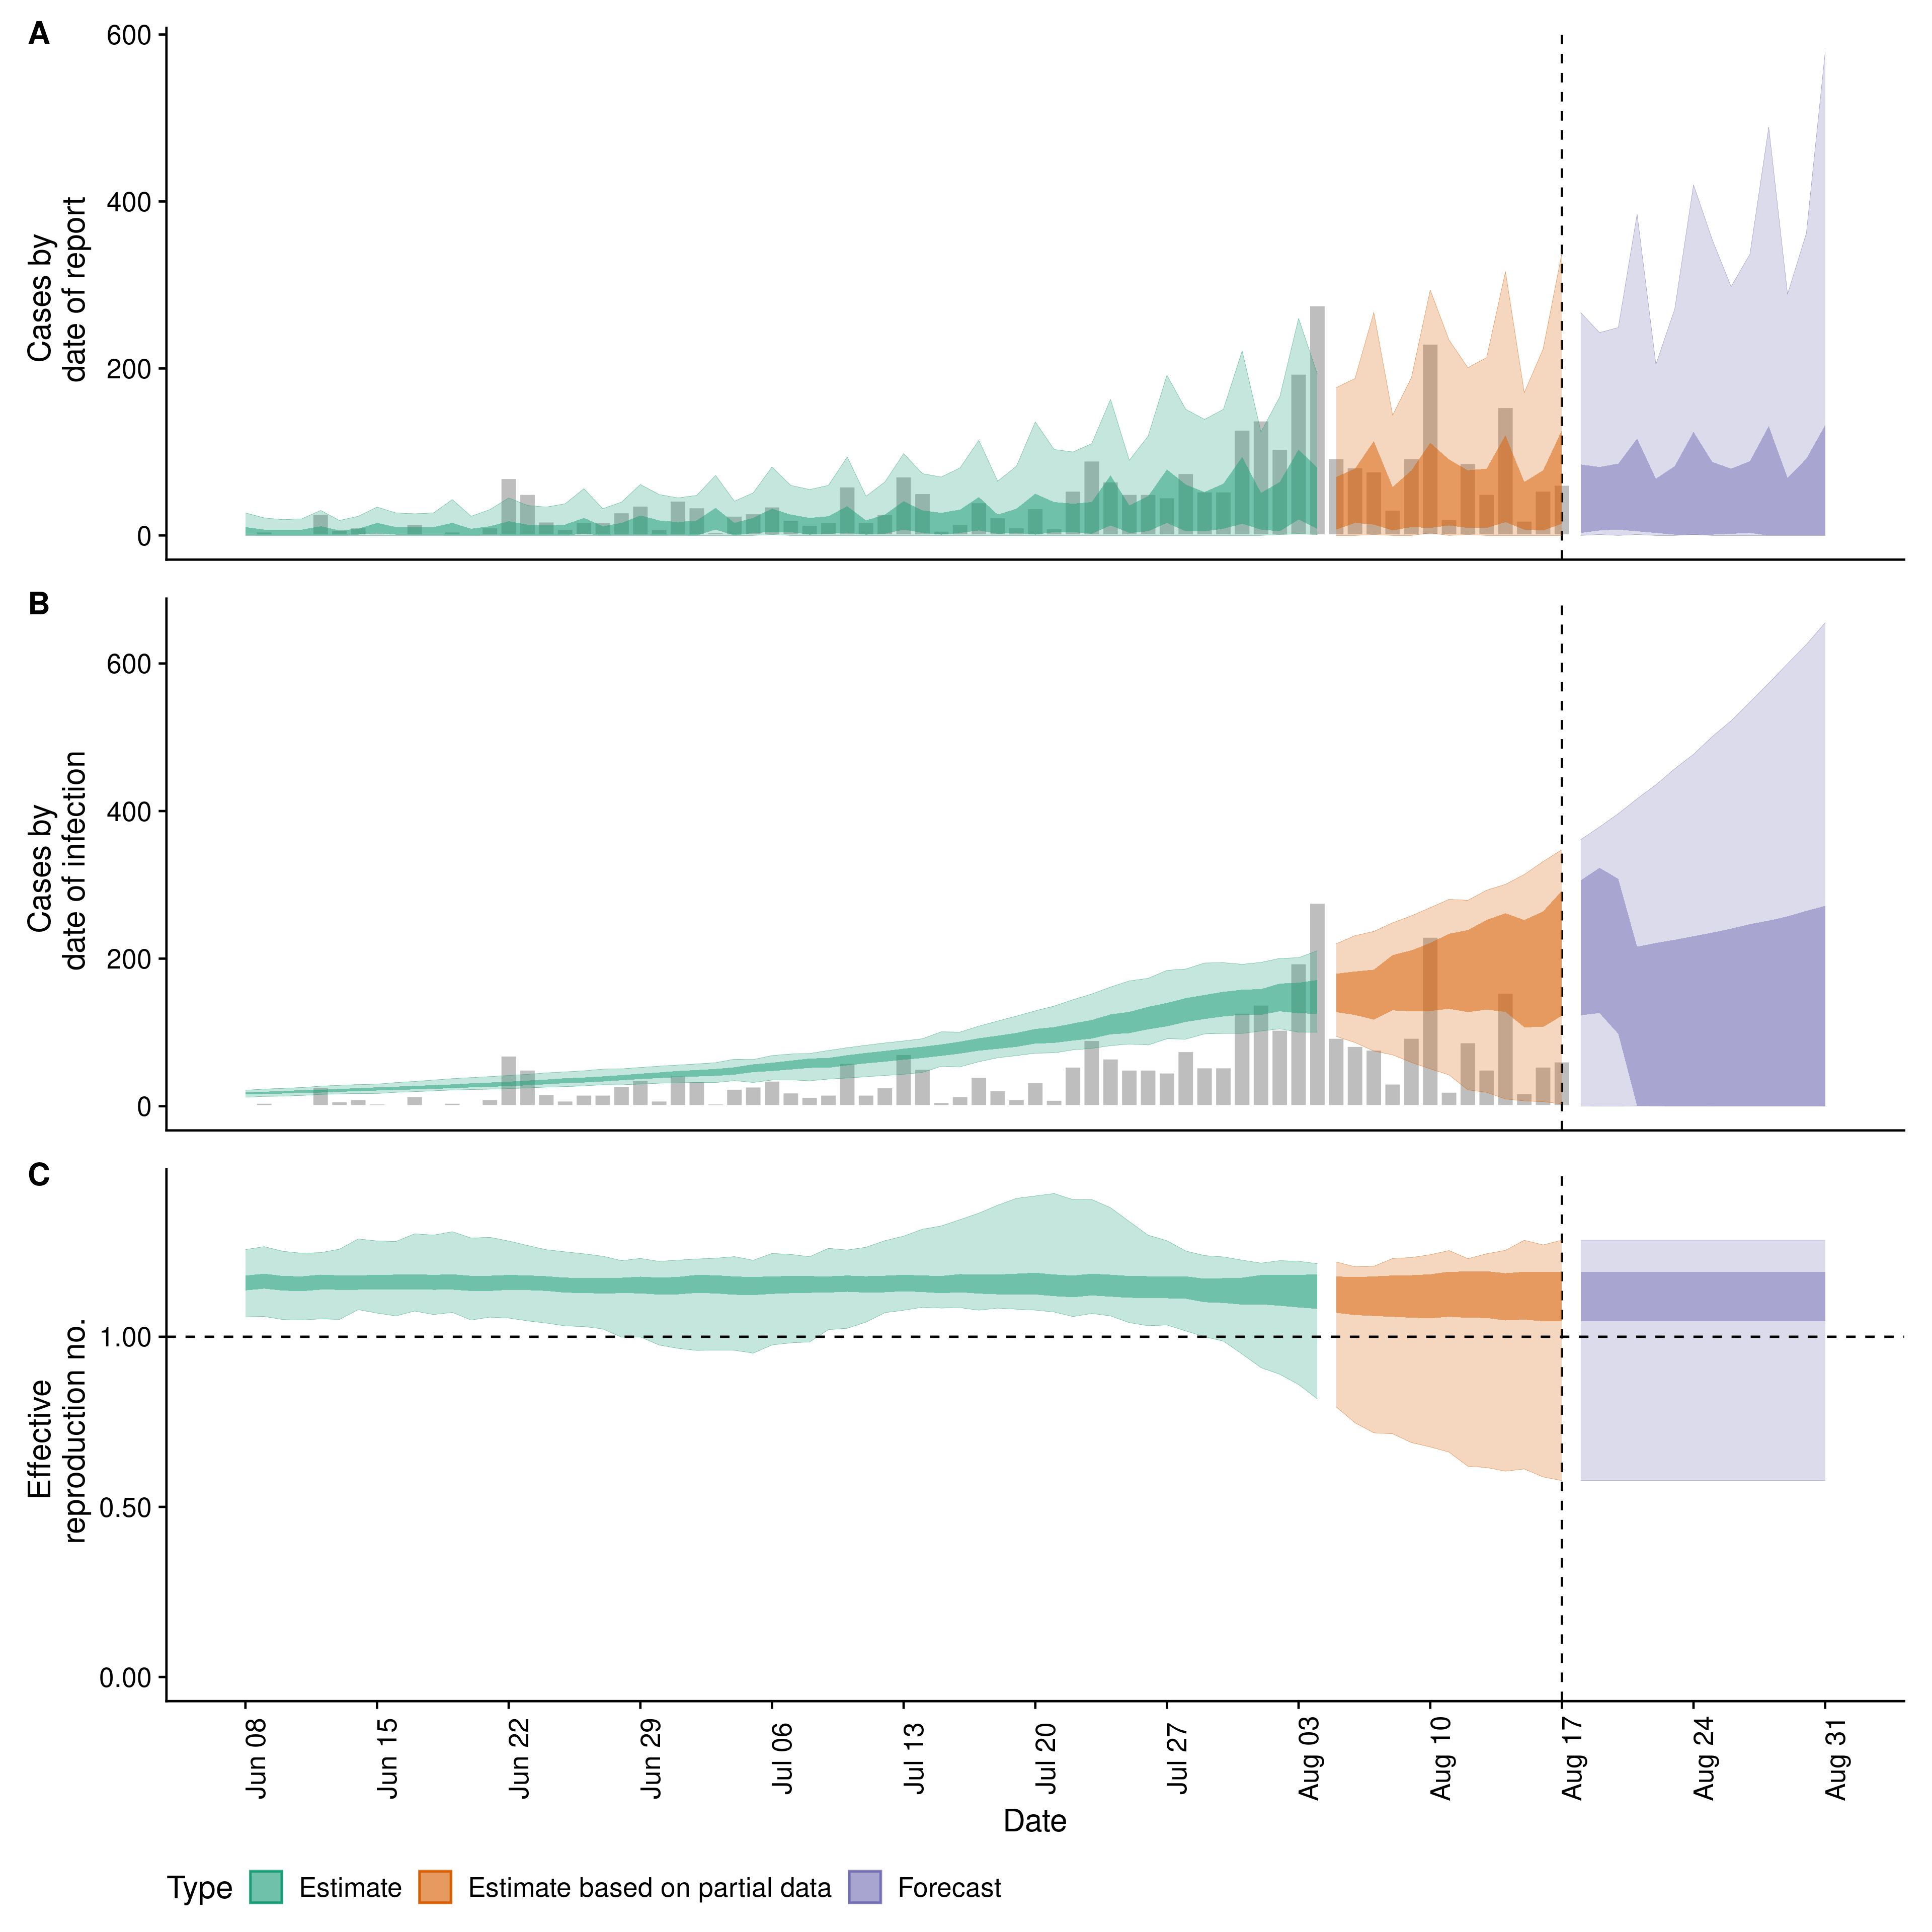 A
600
400
200
0
Cases by
date of report
B
600
400
200
0
Cases by
date of infection
C
1.00
0.50
0.00
Effective
reproduction no.
Jun 08
Jun 15
Jun 22
Jun 29
Jul 06
Jul 13
Jul 20
Jul 27
Aug 03
Aug 10
Aug 17
Aug 24
Aug 31
Date
Type Estimate Estimate based on partial data Forecast